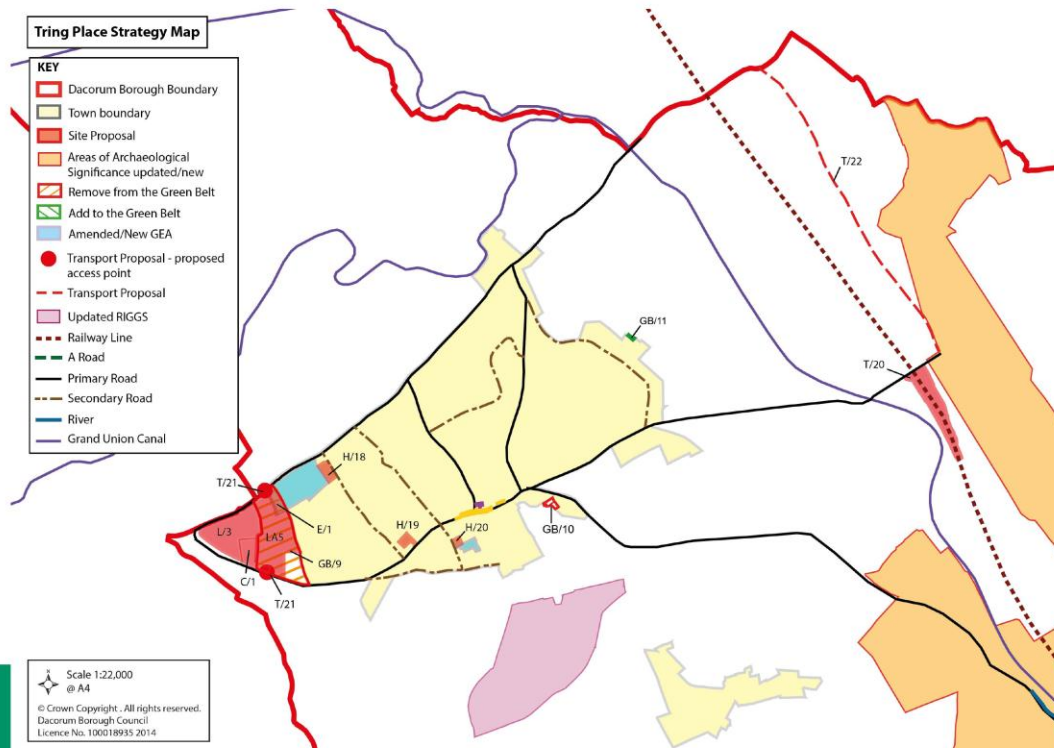 Tring Place Strategy Map
KEY
Dacorum Borough Boundary
Town boundary
Site Proposal
Areas of Archaeological
Significance updated/new
Remove from the Green Belt
Add to the Green Belt
Amended/New GEA
Transport Proposal - proposed
access point
Transport Proposal
Updated RIGGS
Railway Line
A Road
Primary Road
Secondary Road
River
Grand Union Canal
T/22
GB/11
T/20
H/18
T/21
E/1
L/3
LA5
H/19
H/20
GB/10
GB/9
C/1
T/21
N
Scale 1:22,000
@ A4
© Crown Copyright . All rights reserved.
Dacorum Borough Council
Licence No. 100018935 2014